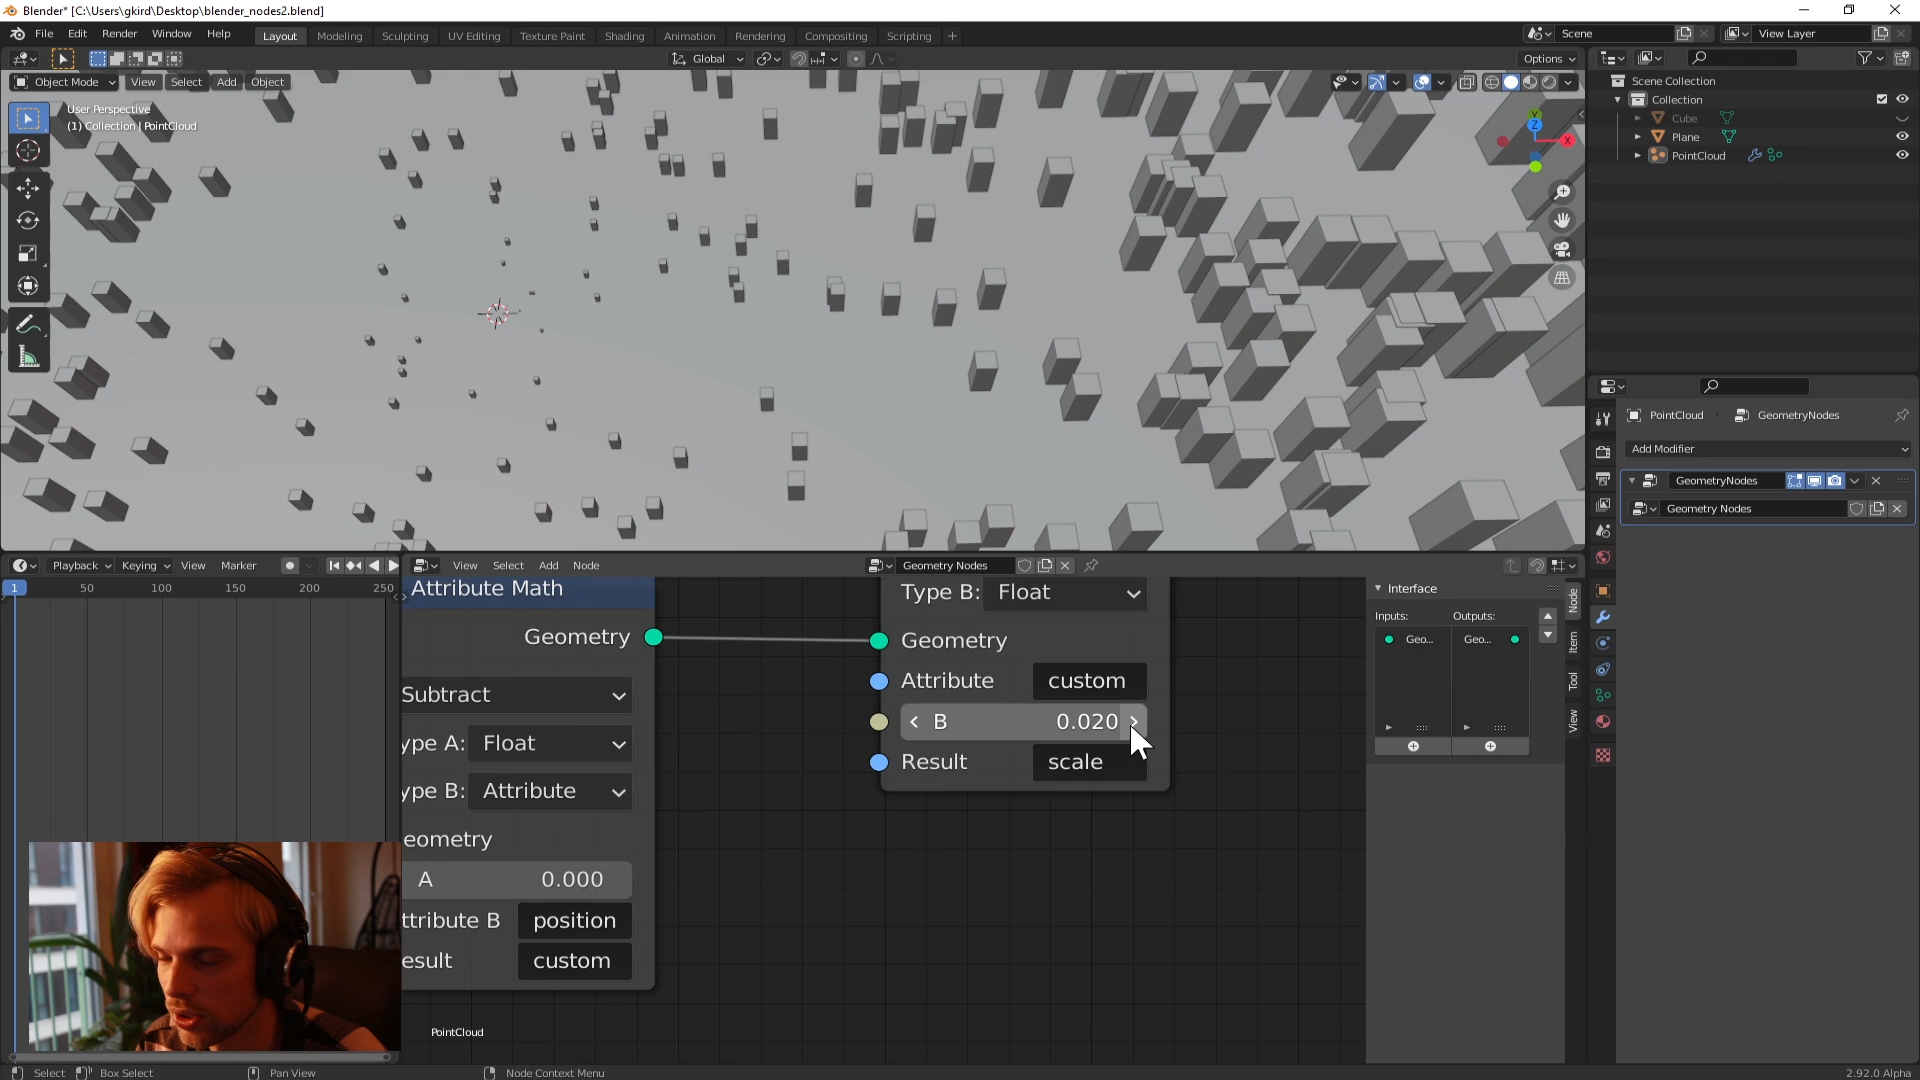 Blender* [C:\Users\gkird\Desktop\blender_nodes2.blend]
File Edit Render Window Help
Layout Modeling Sculpting UV Editing Texture Paint Shading Animation Rendering Compositing Scripting +
Scene
View Layer
Global
Options
Object Mode View Select Add Object
User Perspective
(1) Collection | PointCloud
Y
Z
X
Scene Collection
Collection
Cube
Plane
PointCloud
PointCloud GeometryNodes
Add Modifier
GeometryNodes
Geometry Nodes
Playback Keying View Marker
View Select Add Node
Geometry Nodes
1 50 100 150 200 250
Attribute Math
Geometry
Subtract
ype A: Float
ype B: Attribute
eometry
A 0.000
ttribute B position
esult custom
Type B: Float
Geometry
Attribute custom
B 0.020
Result scale
Interface
Inputs: Outputs:
Geo... Geo...
Node
Item
Tool
View
PointCloud
Select Box Select Pan View Node Context Menu
2.92.0 Alpha